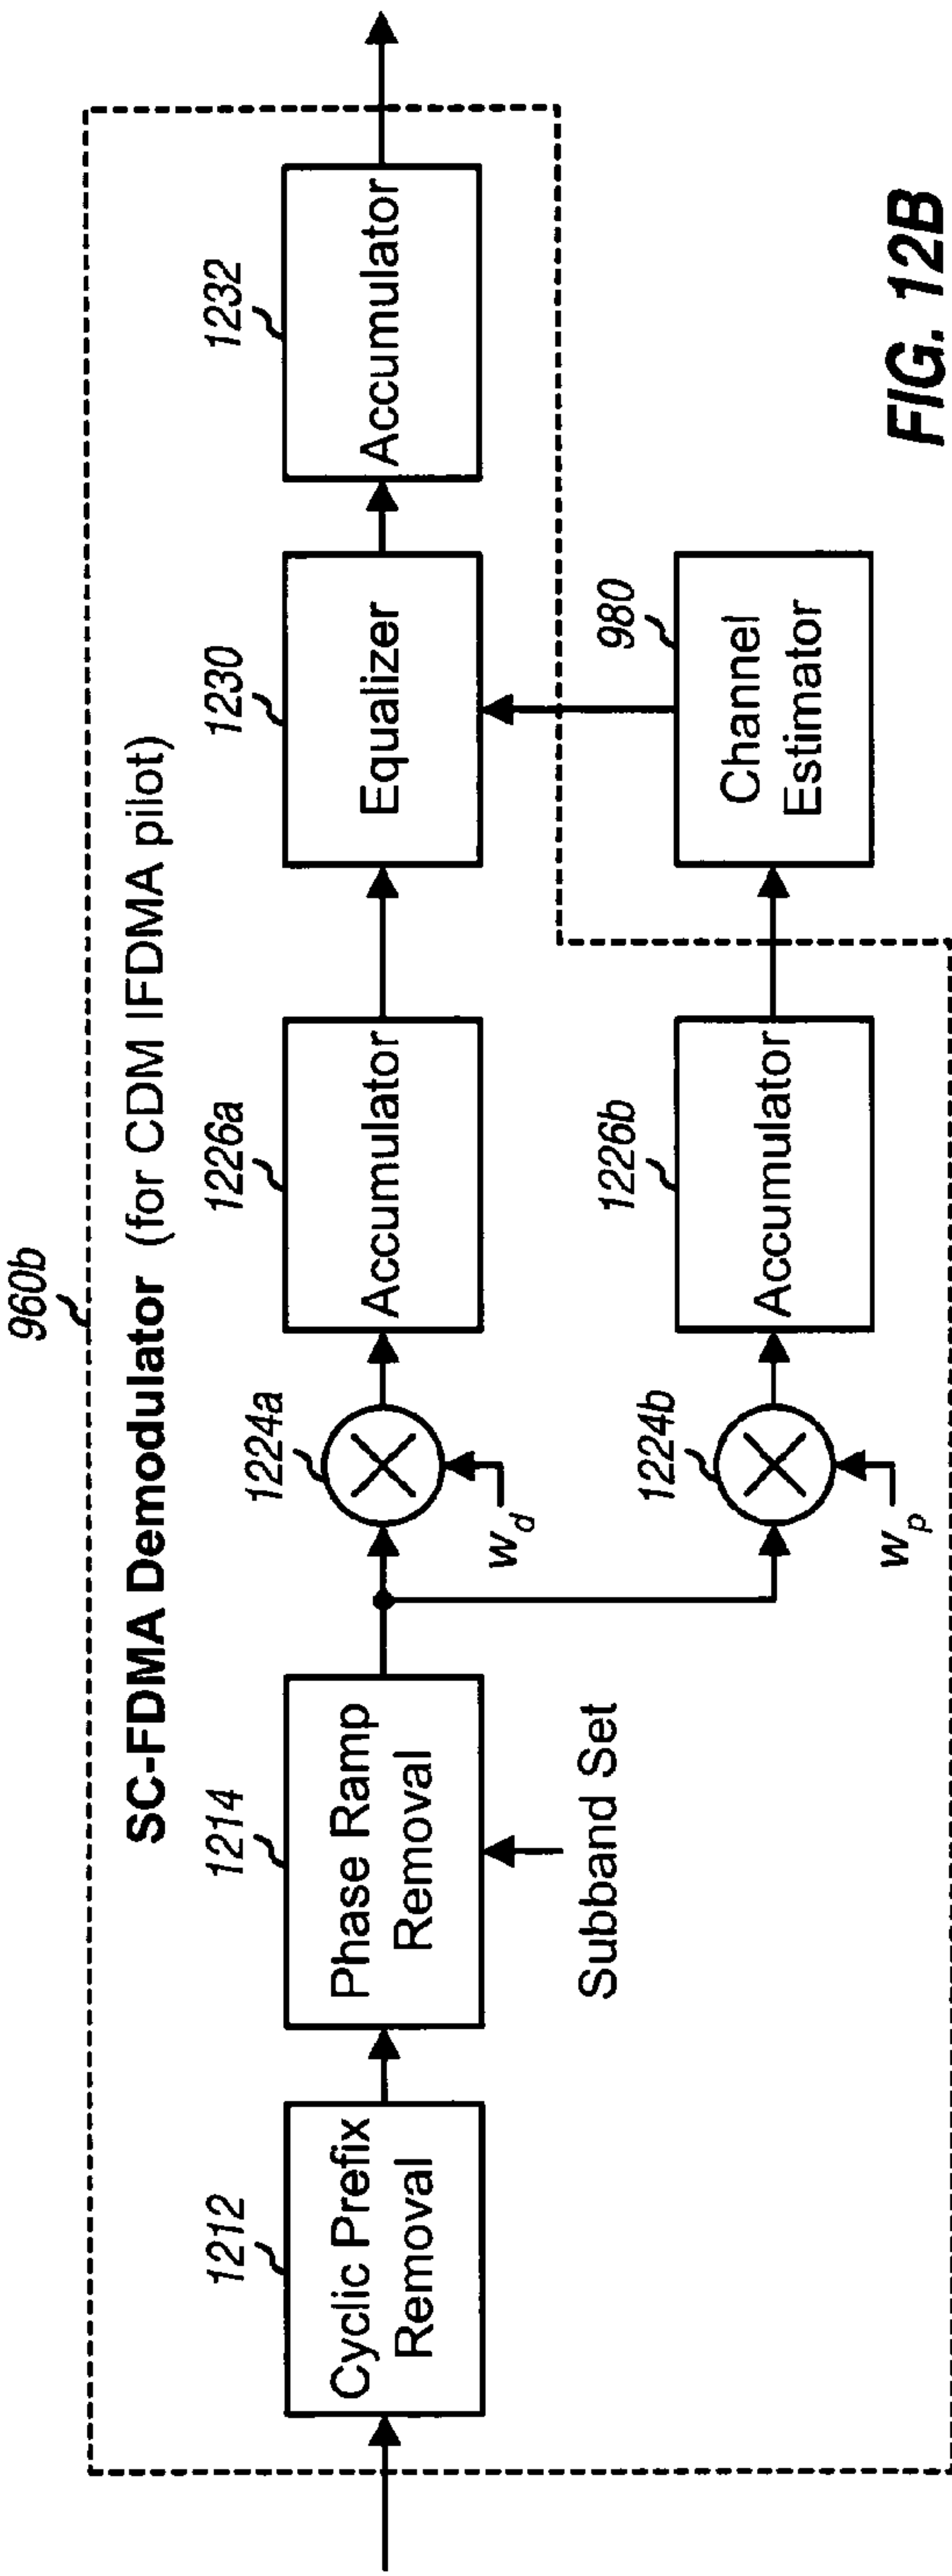 960b
SC-FDMA Demodulator (for CDM IFDMA pilot)
1212
Cyclic Prefix
Removal
1214
Phase Ramp
Removal
Subband Set
1224a
w_d
1226a
Accumulator
1230
Equalizer
1232
Accumulator
1224b
w_p
1226b
Accumulator
980
Channel
Estimator
FIG. 12B